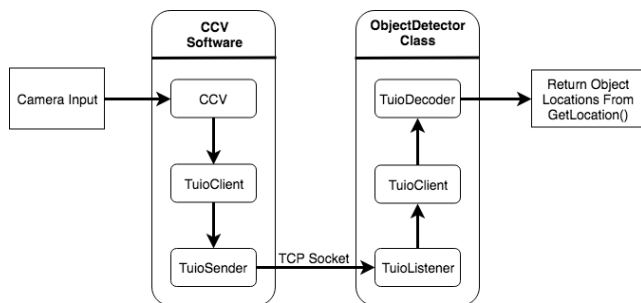 CCV
Software
ObjectDetector
Class
Camera Input
CCV
TuioDecoder
Return Object
Locations From
GetLocation()
TuioClient
TuioClient
TuioSender
TCP Socket
TuioListener